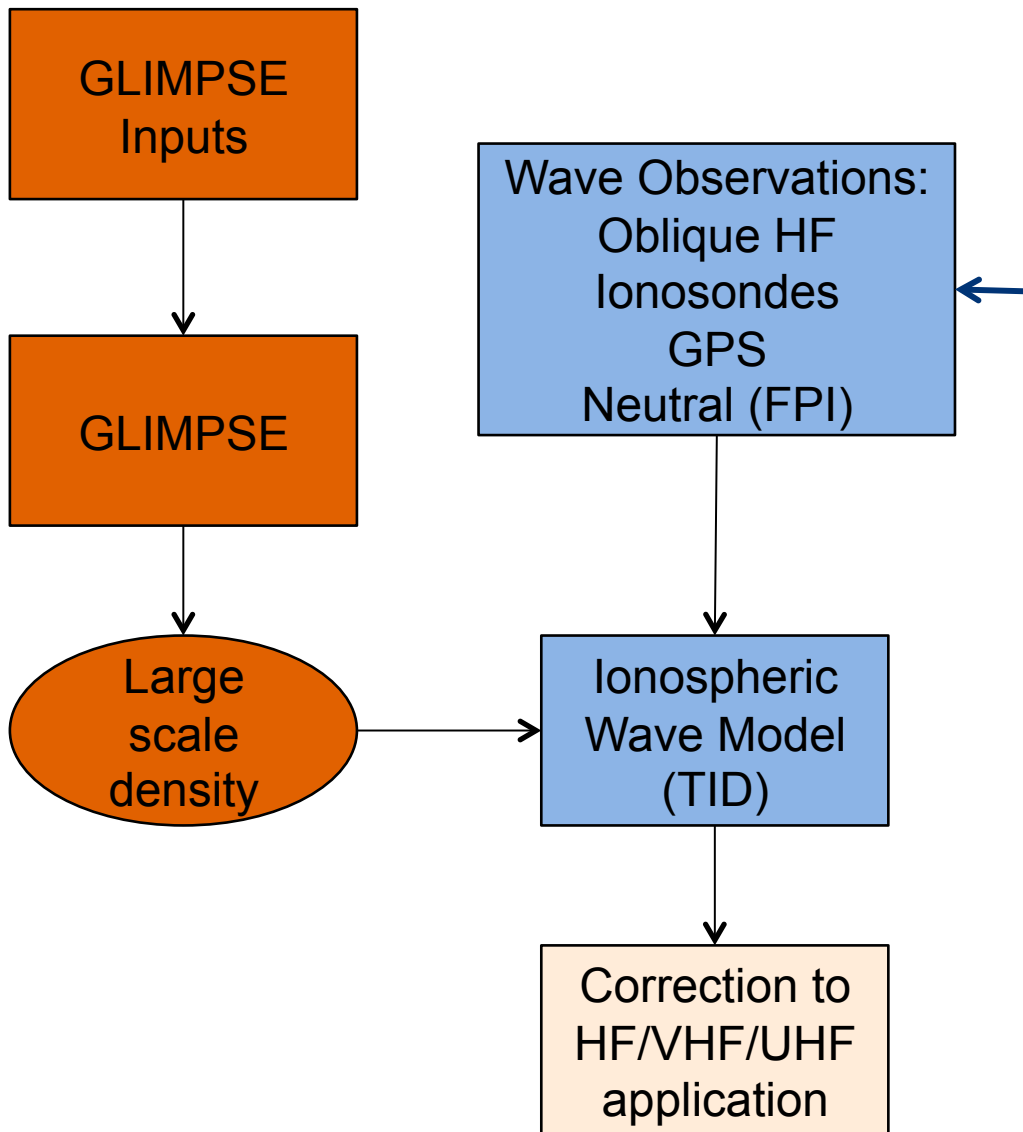 GLIMPSE
Inputs
GLIMPSE
Large
scale
density
Wave Observations:
Oblique HF
Ionosondes
GPS
Neutral (FPI)
Ionospheric
Wave Model
(TID)
Correction to
HF/VHF/UHF
application